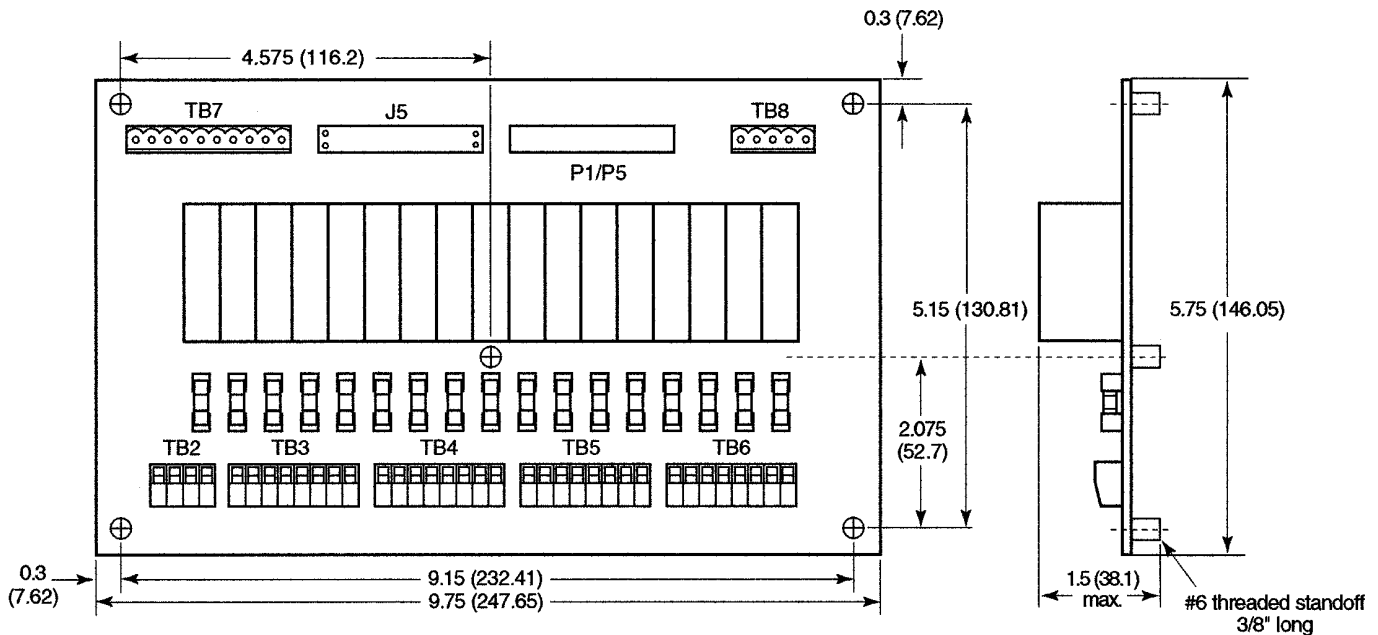 0.3 (7.62)
4.575 (116.2)
TB7
J5
TB8
P1/P5
5.15 (130.81)
5.75 (146.05)
2.075
(52.7)
TB2
TB3
TB4
TB5
TB6
0.3
(7.62)
9.15 (232.41)
9.75 (247.65)
1.5 (38.1)
max.
#6 threaded standoff
3/8" long